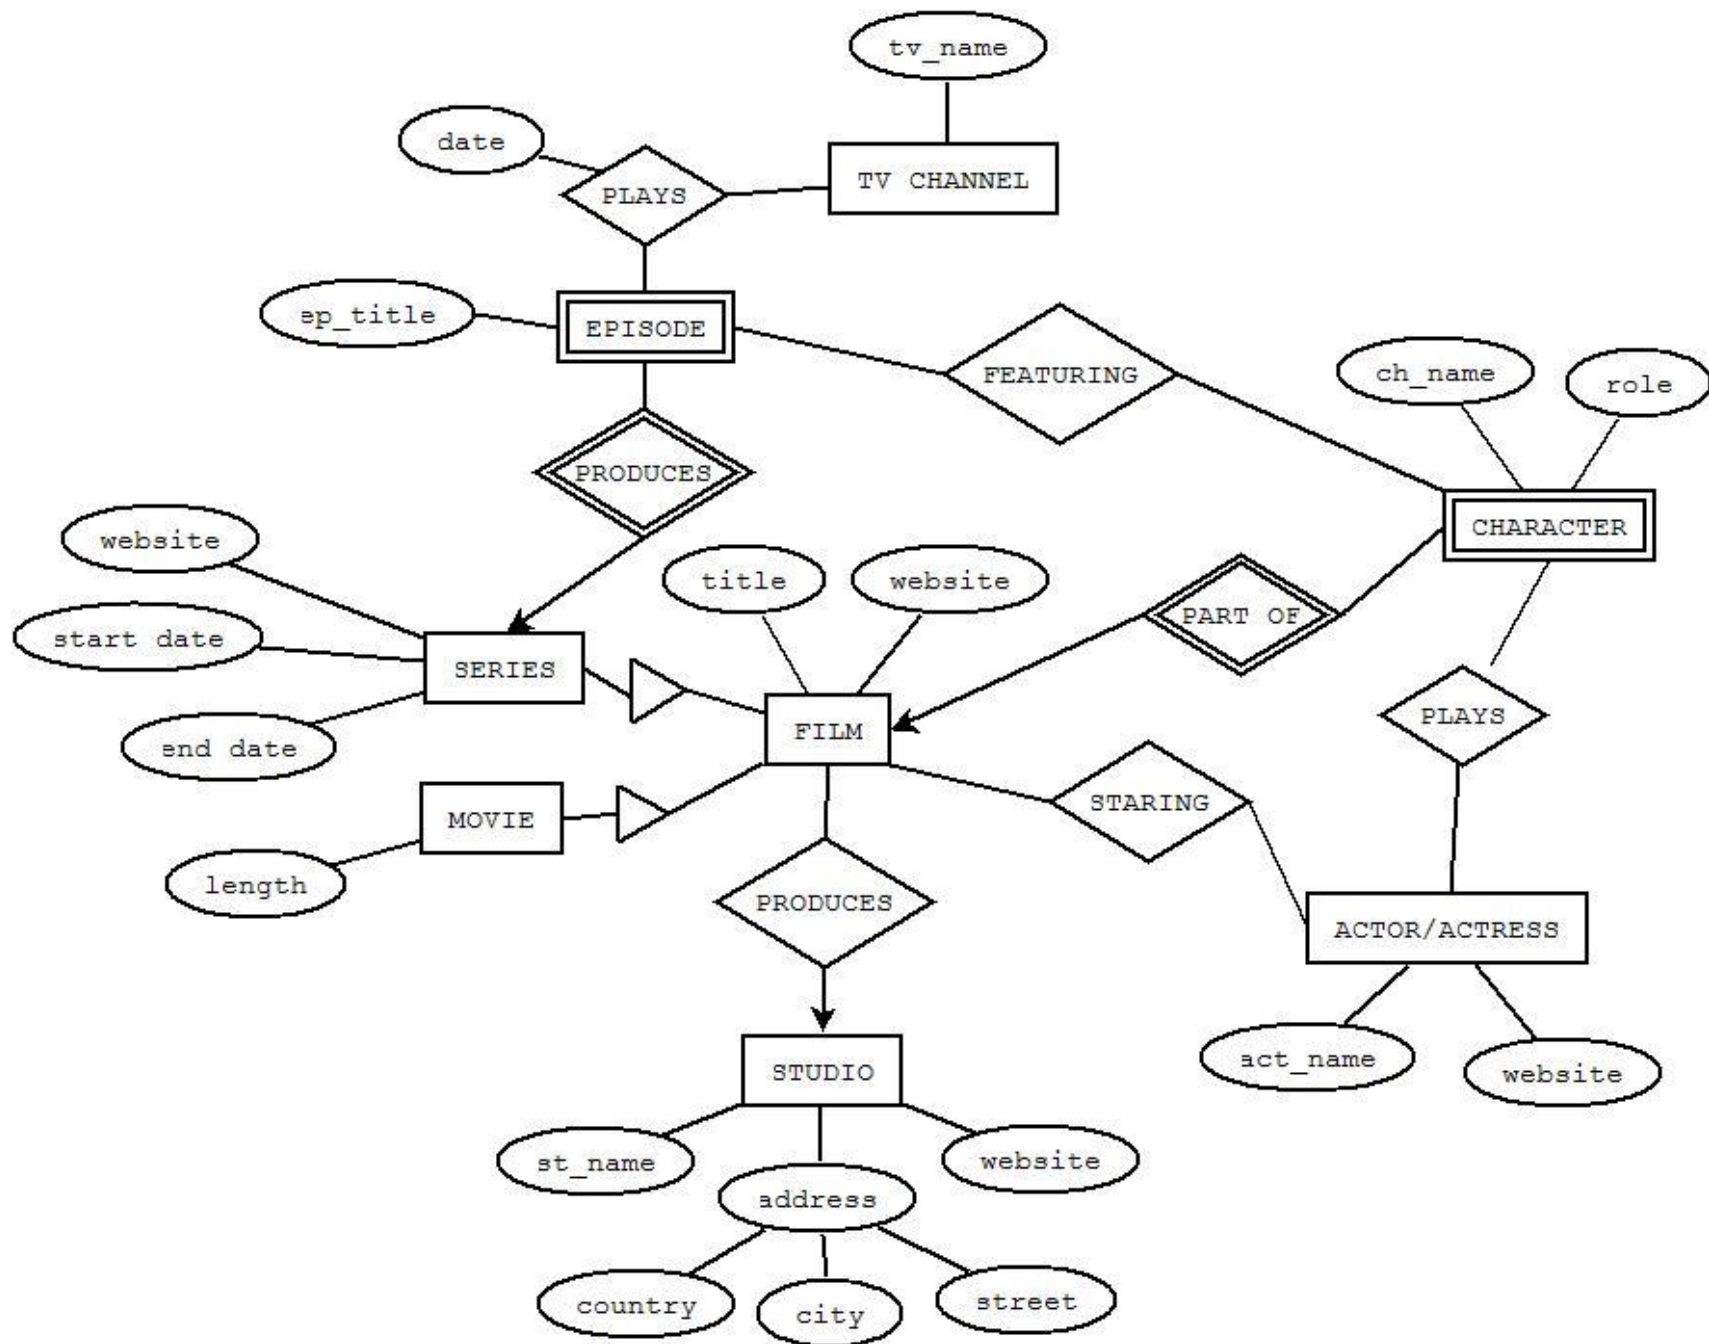 tv_name
date
PLAYS
TV CHANNEL
ep_title
EPISODE
FEATURING
ch_name
role
PRODUCES
CHARACTER
website
title
website
PART OF
start date
SERIES
FILM
PLAYS
end date
MOVIE
STARING
length
PRODUCES
ACTOR/ACTRESS
act_name
website
STUDIO
st_name
website
address
country
city
street